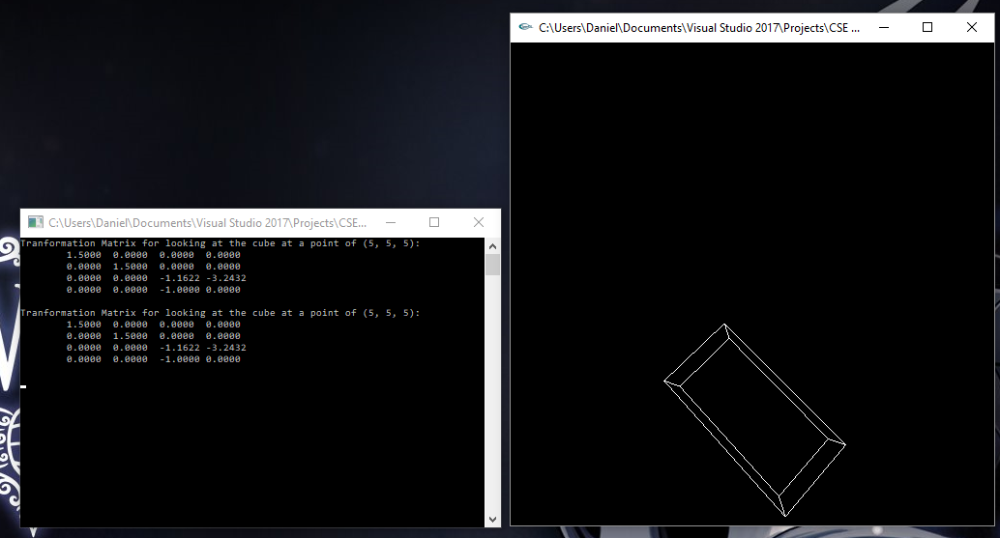 C:\Users\Daniel\Documents\Visual Studio 2017\Projects\CSE ...
C:\Users\Daniel\Documents\Visual Studio 2017\Projects\CSE...
Tranformation Matrix for looking at the cube at a point of (5, 5, 5):
1.5000 0.0000 0.0000 0.0000
0.0000 1.5000 0.0000 0.0000
0.0000 0.0000 -1.1622 -3.2432
0.0000 0.0000 -1.0000 0.0000
Tranformation Matrix for looking at the cube at a point of (5, 5, 5):
1.5000 0.0000 0.0000 0.0000
0.0000 1.5000 0.0000 0.0000
0.0000 0.0000 -1.1622 -3.2432
0.0000 0.0000 -1.0000 0.0000